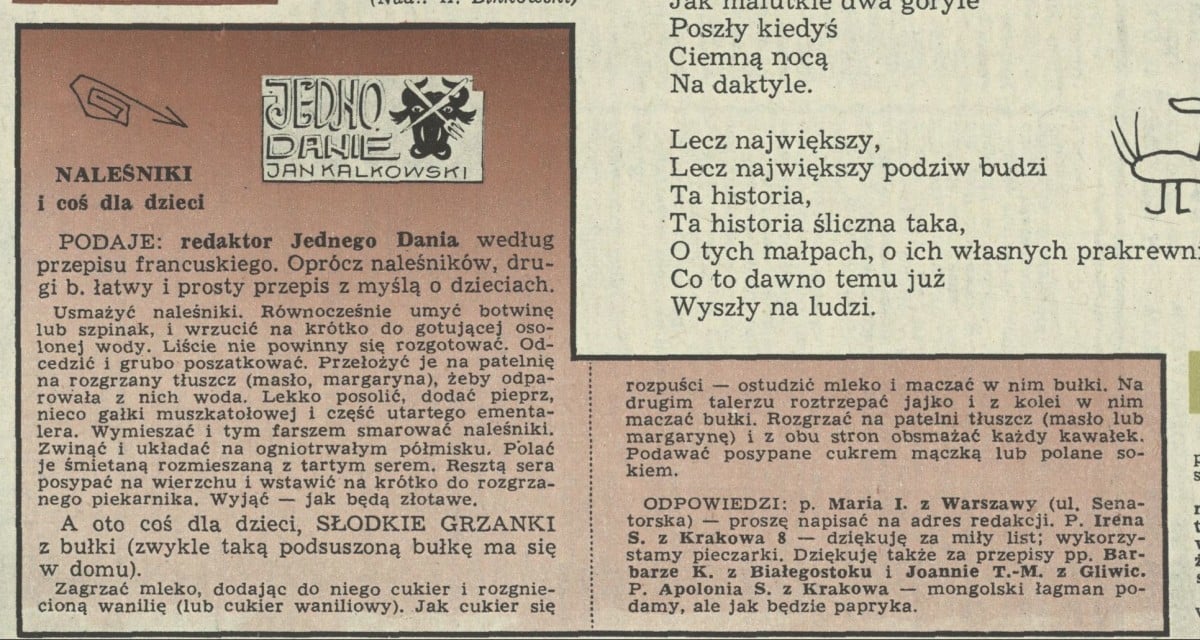 JEDNO
DANIE
JAN KALKOWSKI
NALEŚNIKI
i coś dla dzieci
PODAJE: redaktor Jednego Dania według
przepisu francuskiego. Oprócz naleśników, dru-
gi b. łatwy i prosty przepis z myślą o dzieciach.
Usmażyć naleśniki. Równocześnie umyć botwinę
lub szpinak, i wrzucić na krótko do gotującej oso-
lonej wody. Liście nie powinny się rozgotować. Od-
cedzić i grubo poszatkować. Przełożyć je na patelnię
na rozgrzany tłuszcz (masło, margaryna), żeby odpa-
rowała z nich woda. Lekko posolić, dodać pieprz,
nieco gałki muszkatołowej i część utartego ementa-
lera. Wymieszać i tym farszem smarować naleśniki.
Zwinąć i układać na ogniotrwałym półmisku. Polać
je śmietaną rozmieszaną z tartym serem. Resztą sera
posypać na wierzchu i wstawić na krótko do rozgrza-
nego piekarnika. Wyjąć — jak będą złotawe.
A oto coś dla dzieci, SŁODKIE GRZANKI
z bułki (zwykle taką podsuszoną bułkę ma się
w domu).
Zagrzać mleko, dodając do niego cukier i rozgnie-
cioną wanilię (lub cukier waniliowy). Jak cukier się
rozpuści — ostudzić mleko i maczać w nim bułki. Na
drugim talerzu roztrzepać jajko i z kolei w nim
maczać bułki. Rozgrzać na patelni tłuszcz (masło lub
margarynę) i z obu stron obsmażać każdy kawałek.
Podawać posypane cukrem mączką lub polane so-
kiem.
ODPOWIEDZI: p. Maria I. z Warszawy (ul. Sena-
torska) — proszę napisać na adres redakcji. P. Irena
S. z Krakowa 8 — dziękuję za miły list; wykorzy-
stamy pieczarki. Dziękuję także za przepisy pp. Bar-
barze K. z Białegostoku i Joannie T.-M. z Gliwic.
P. Apolonia S. z Krakowa — mongolski łagman po-
damy, ale jak będzie papryka.
Jak malutkie dwa goryle
Poszły kiedyś
Ciemną nocą
Na daktyle.
Lecz największy,
Lecz największy podziw budzi
Ta historia,
Ta historia śliczna taka,
O tych małpach, o ich własnych prakrewn
Co to dawno temu już
Wyszły na ludzi.